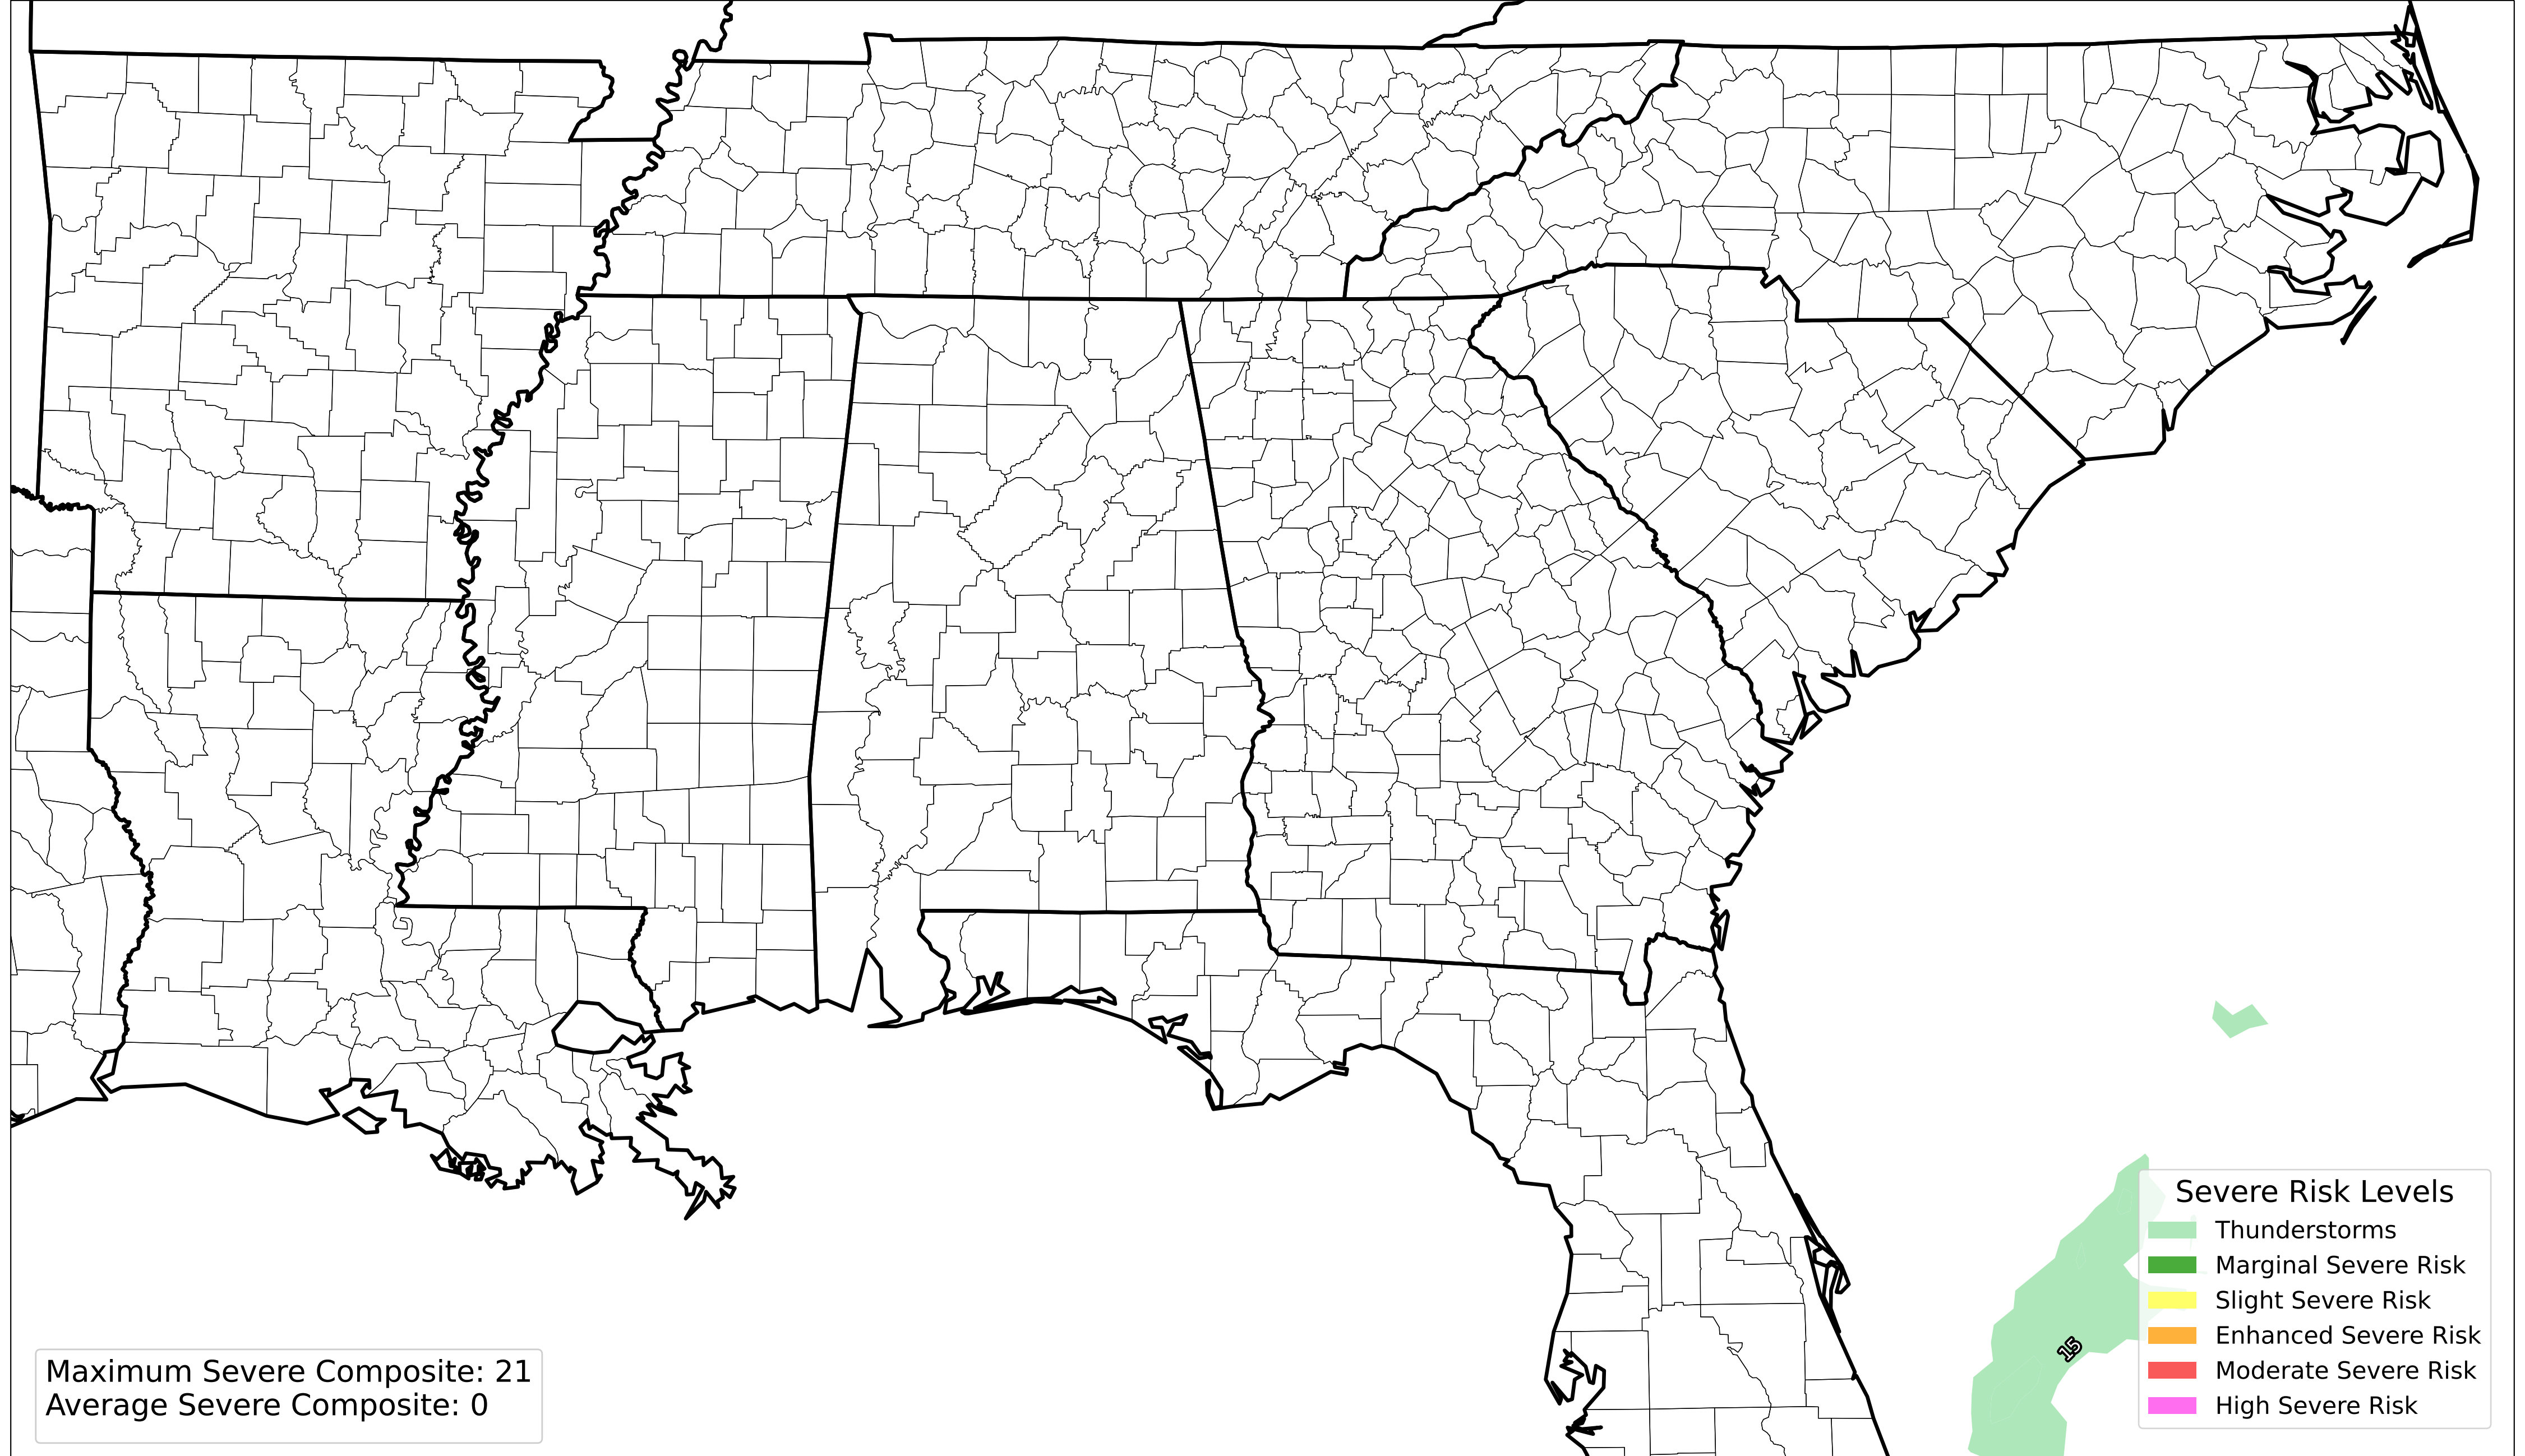 Severe Risk Levels
Thunderstorms
Marginal Severe Risk
Slight Severe Risk
Enhanced Severe Risk
Moderate Severe Risk
High Severe Risk
15
Maximum Severe Composite: 21
Average Severe Composite: 0